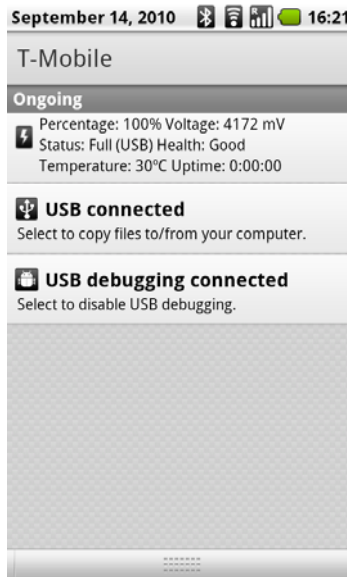 September 14, 2010 R 16:21
T-Mobile
Ongoing
Percentage: 100% Voltage: 4172 mV
Status: Full (USB) Health: Good
Temperature: 30ºC Uptime: 0:00:00
USB connected
Select to copy files to/from your computer.
USB debugging connected
Select to disable USB debugging.